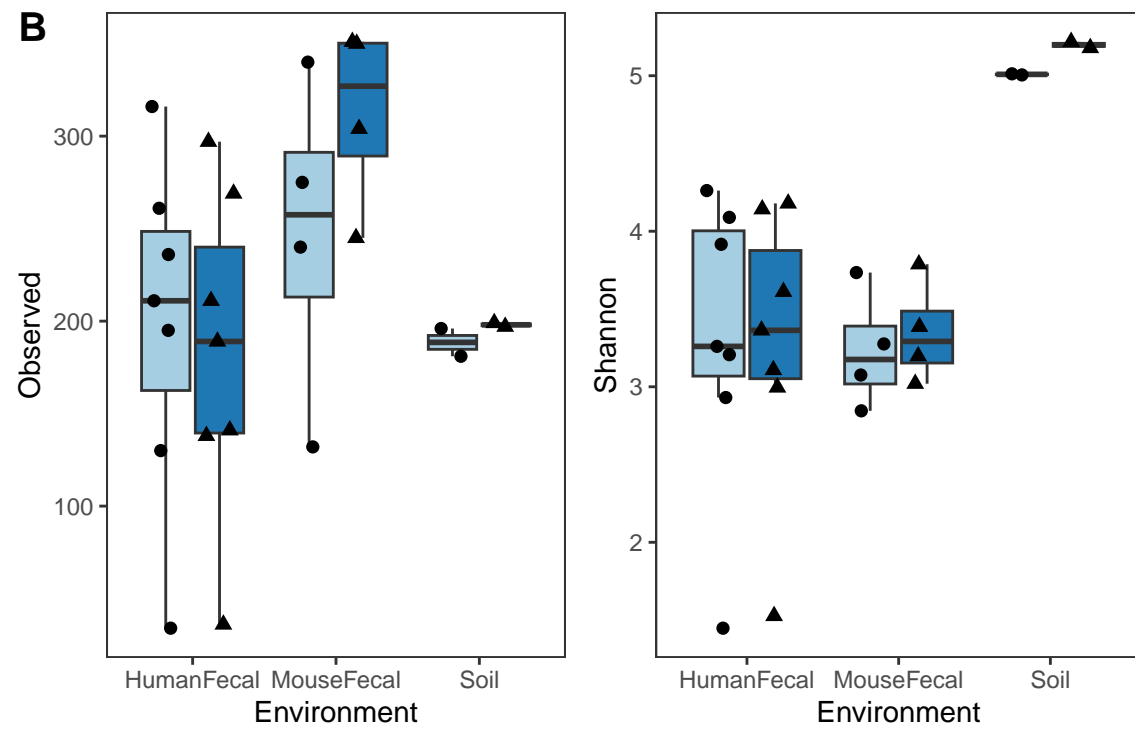 B
Observed
300
200
100
HumanFecal MouseFecal Soil
Environment
Shannon
5
4
3
2
HumanFecal MouseFecal Soil
Environment